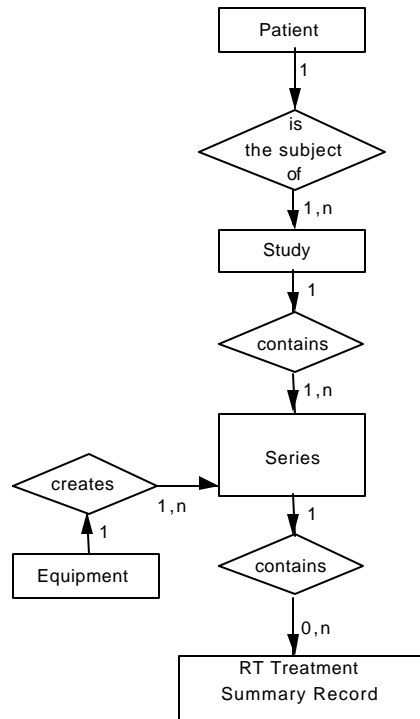 Patient
1
is
the subject
of
1,n
Study
1
contains
1,n
Series
creates
1,n
1
1
Equipment
contains
0,n
RT Treatment
Summary Record